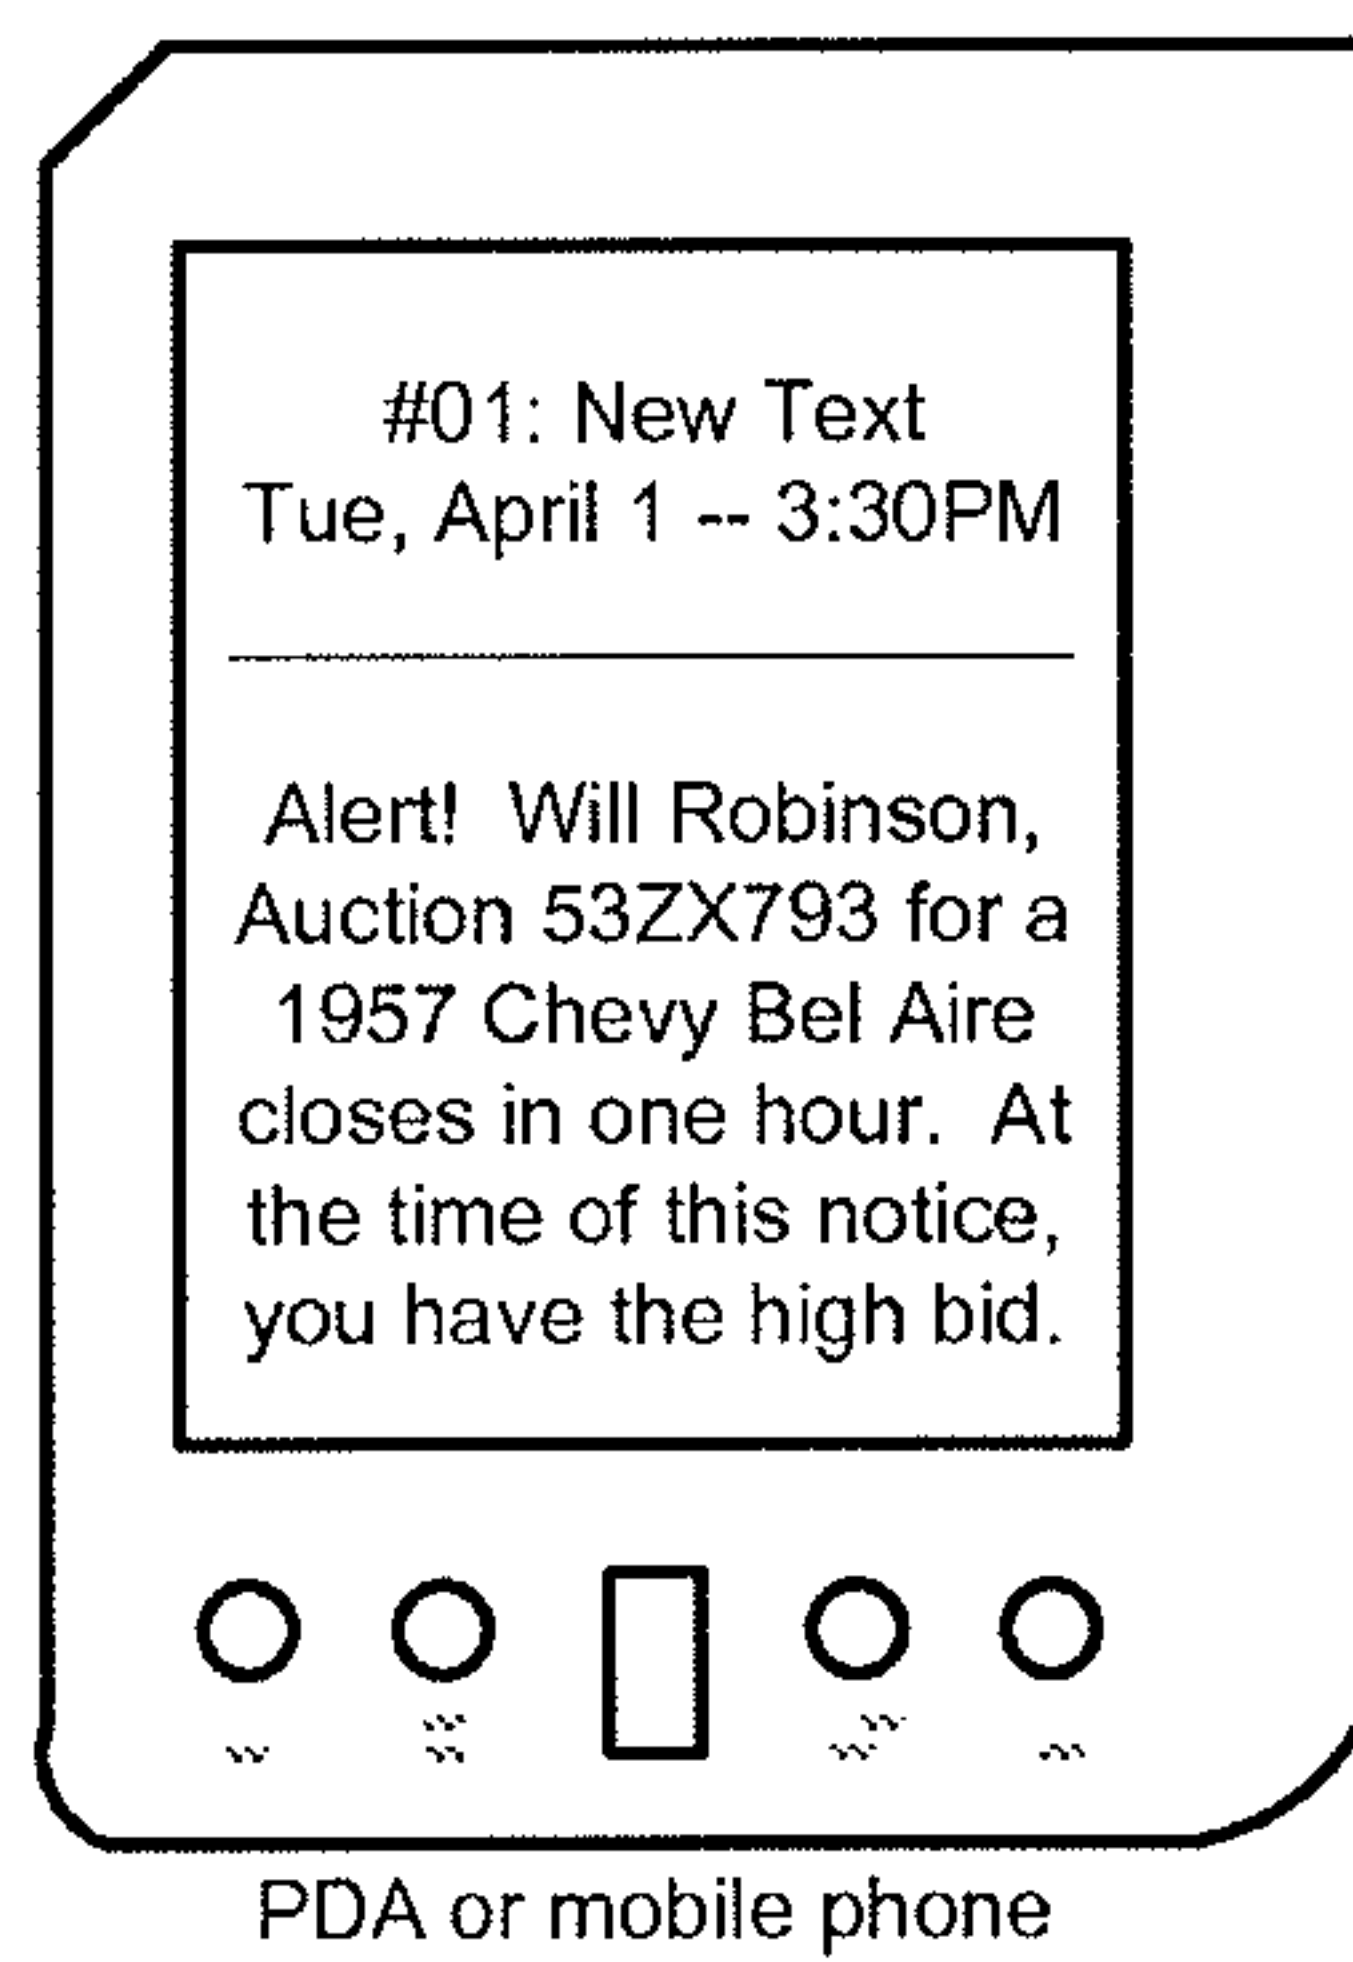 #01: New Text
Tue, April 1 -- 3:30PM
Alert!  Will Robinson,
Auction 53ZX793 for a
1957 Chevy Bel Aire
closes in one hour.  At
the time of this notice,
you have the high bid.
PDA or mobile phone